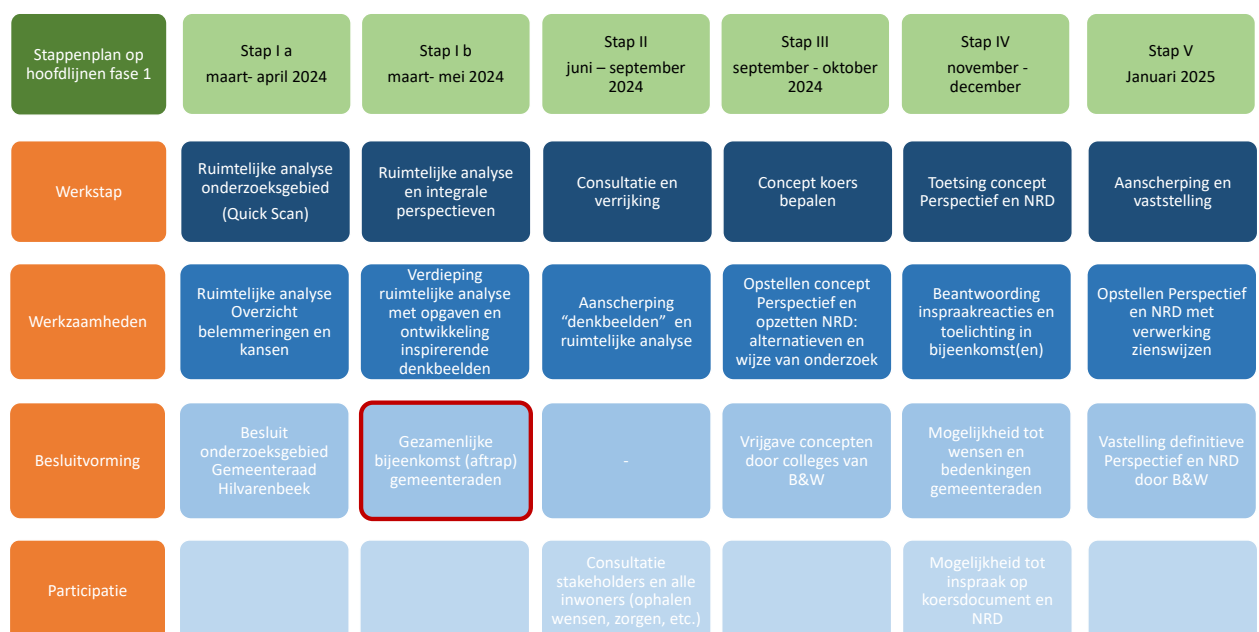 Stappenplan op
hoofdlijnen fase 1
Stap I a
maart- april 2024
Stap I b
maart- mei 2024
Stap II
juni – september
2024
Stap III
september - oktober
2024
Stap IV
november -
december
Stap V
Januari 2025
Werkstap
Ruimtelijke analyse
onderzoeksgebied
(Quick Scan)
Ruimtelijke analyse
en integrale
perspectieven
Consultatie en
verrijking
Concept koers
bepalen
Toetsing concept
Perspectief en NRD
Aanscherping en
vaststelling
Werkzaamheden
Ruimtelijke analyse
Overzicht
belemmeringen en
kansen
Verdieping
ruimtelijke analyse
met opgaven en
ontwikkeling
inspirerende
denkbeelden
Aanscherping
“denkbeelden” en
ruimtelijke analyse
Opstellen concept
Perspectief en
opzetten NRD:
alternatieven en
wijze van onderzoek
Beantwoording
inspraakreacties en
toelichting in
bijeenkomst(en)
Opstellen Perspectief
en NRD met
verwerking
zienswijzen
Besluitvorming
Besluit
onderzoeksgebied
Gemeenteraad
Hilvarenbeek
Gezamenlijke
bijeenkomst (aftrap)
gemeenteraden
-
Vrijgave concepten
door colleges van
B&W
Mogelijkheid tot
wensen en
bedenkingen
gemeenteraden
Vastelling definitieve
Perspectief en NRD
door B&W
Participatie
Consultatie
stakeholders en alle
inwoners (ophalen
wensen, zorgen, etc.)
Mogelijkheid tot
inspraak op
koersdocument en
NRD